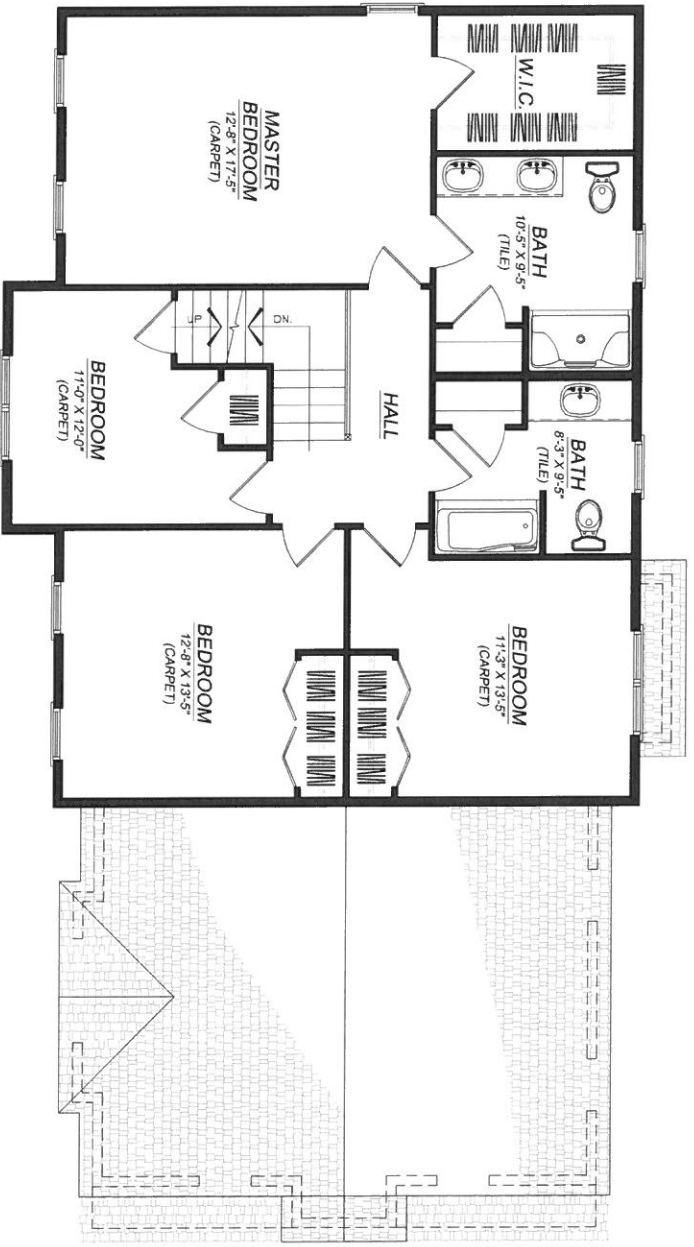 W.I.C.
MASTER
BEDROOM
12'-8" X 17'-5"
(CARPET)
BATH
10'-5" X 9'-5"
(TILE)
UP
DN.
HALL
BEDROOM
11'-0" X 12'-0"
(CARPET)
BATH
8'-3" X 9'-5"
(TILE)
BEDROOM
12'-8" X 13'-5"
(CARPET)
BEDROOM
11'-3" X 13'-5"
(CARPET)